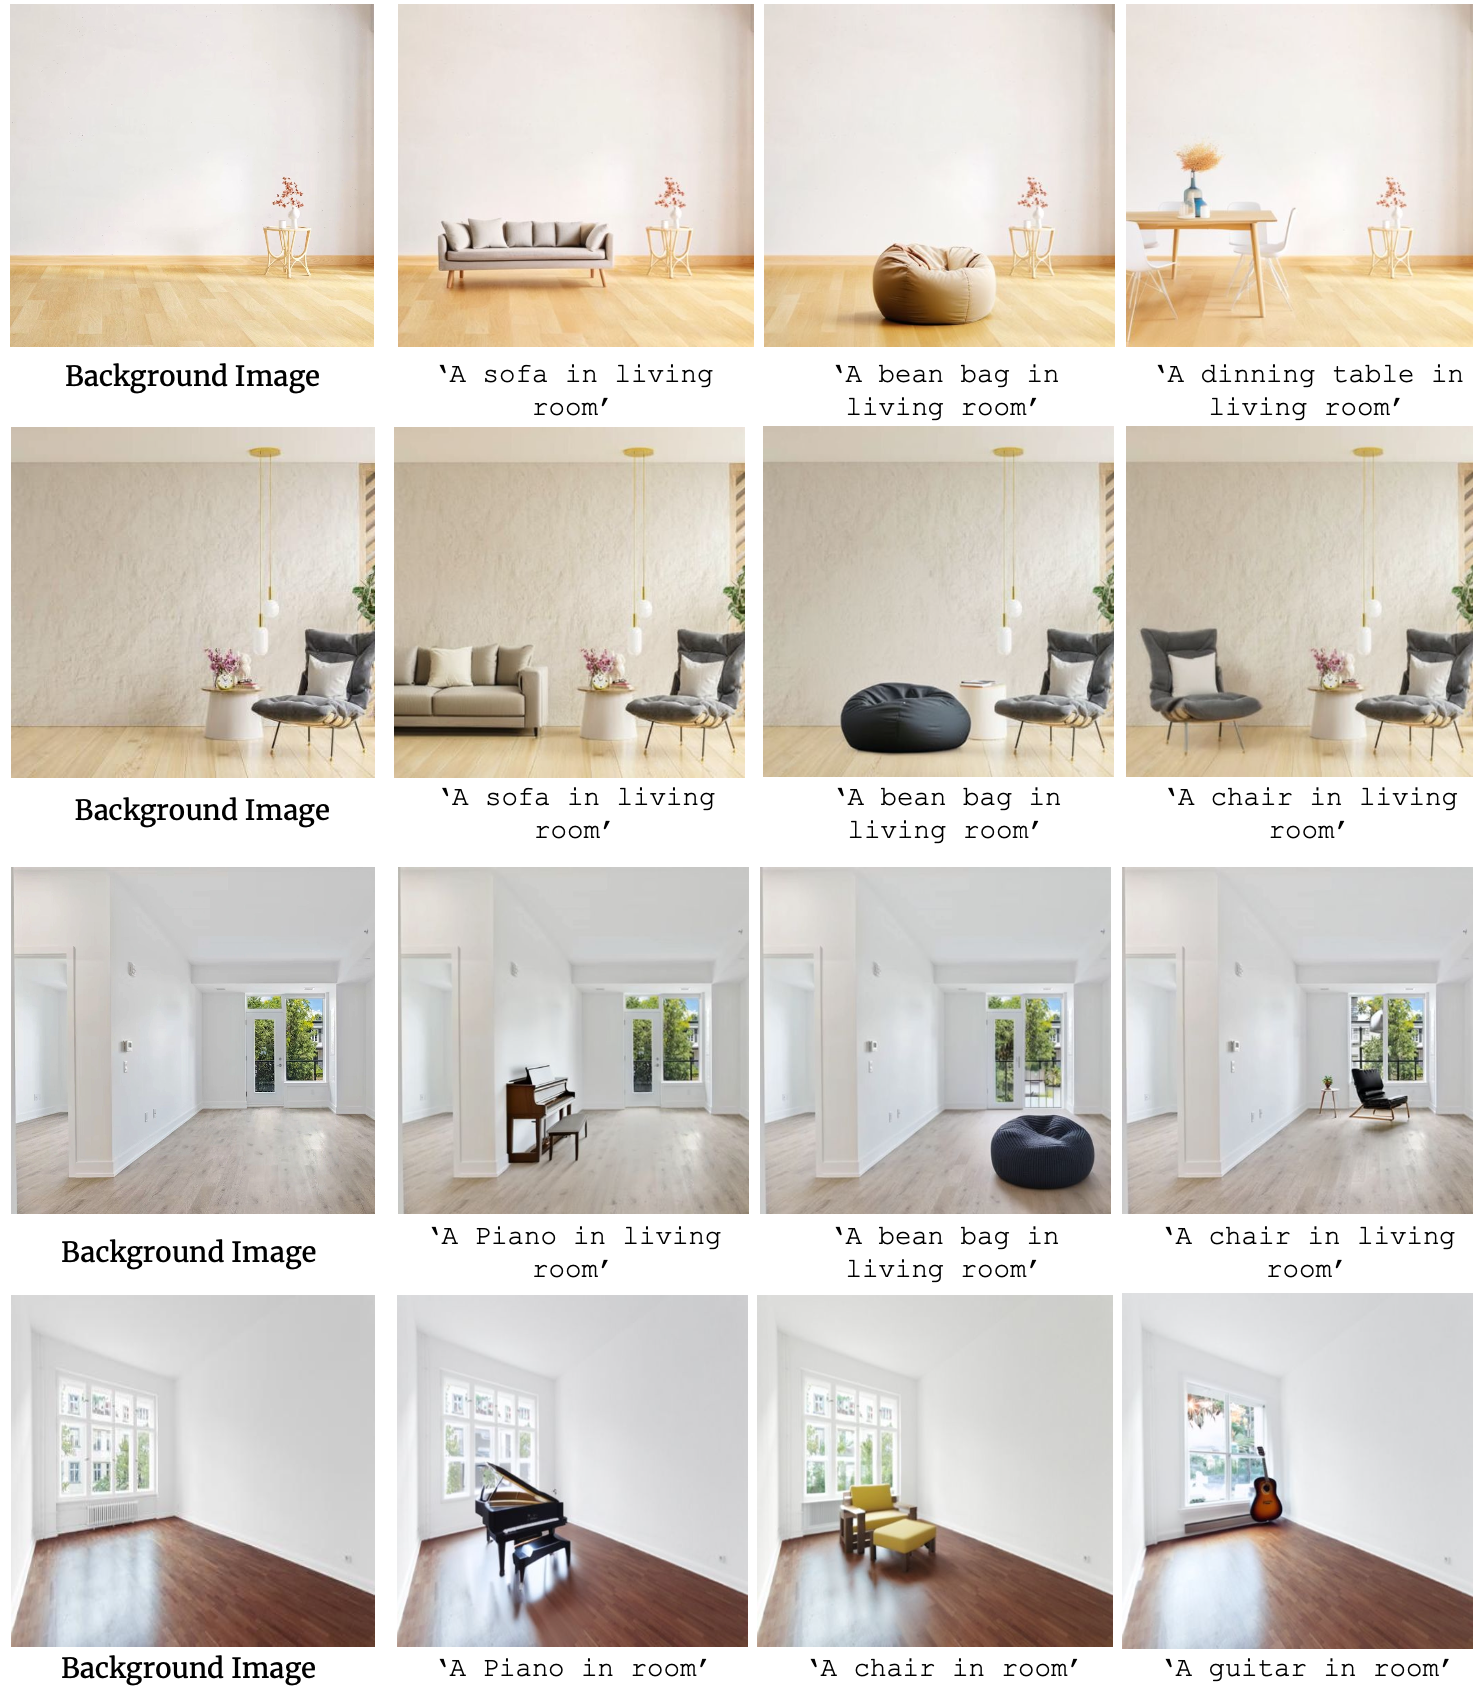 Background Image
‘A sofa in living
room’
‘A bean bag in
living room’
‘A dinning table in
living room’
Background Image
‘A sofa in living
room’
‘A bean bag in
living room’
‘A chair in living
room’
Background Image
‘A Piano in living
room’
‘A bean bag in
living room’
‘A chair in living
room’
Background Image
‘A Piano in room’
‘A chair in room’
‘A guitar in room’